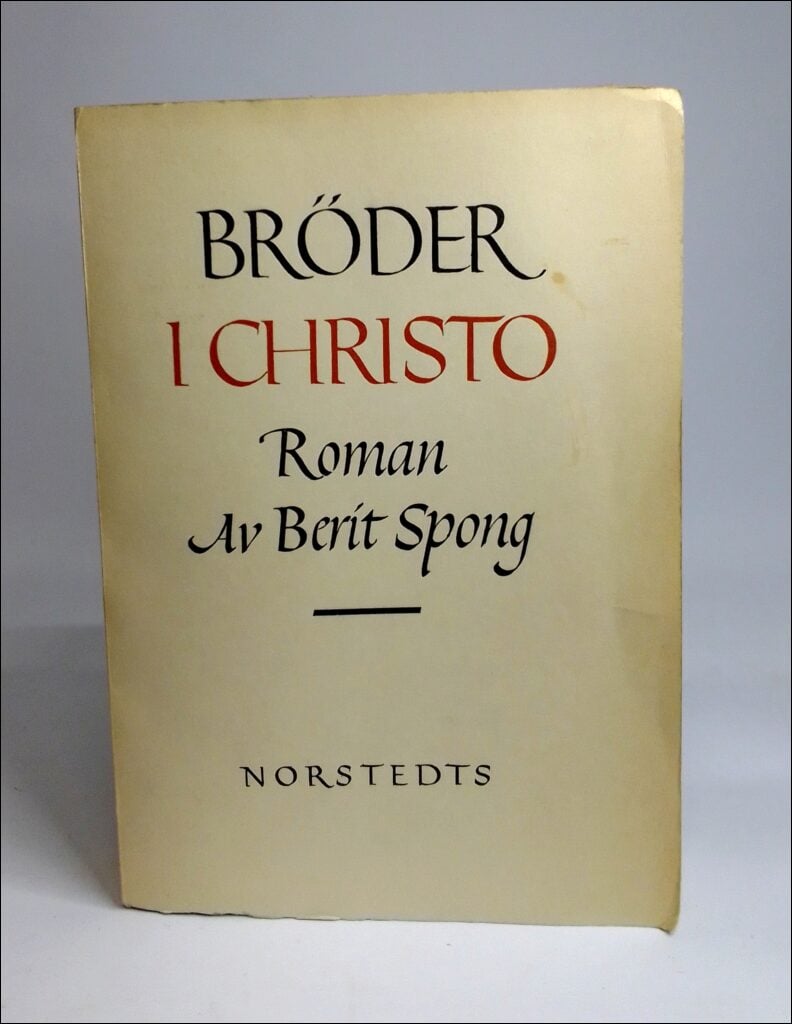 BRÖDER
I CHRISTO
Roman
Av Berit Spong
NORSTEDTS